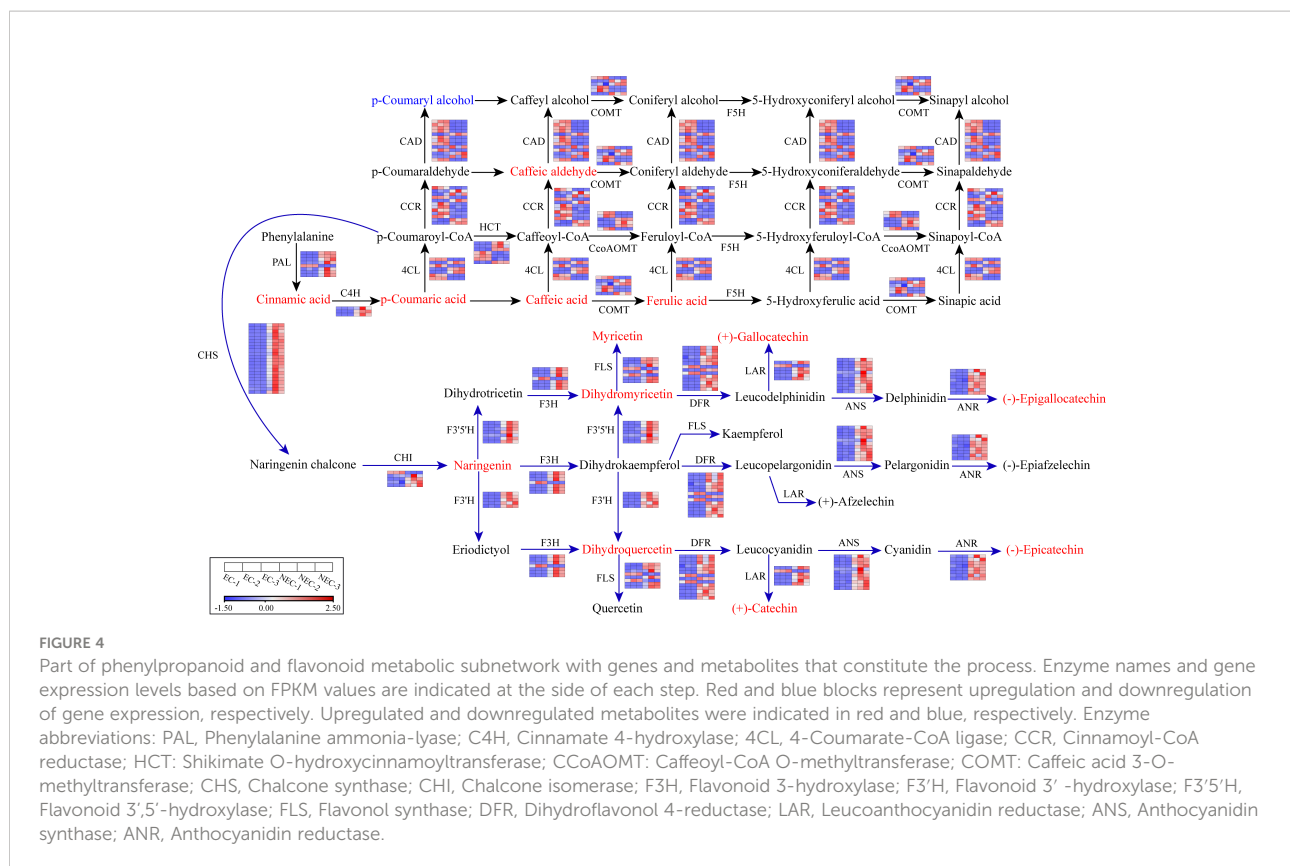 p-Coumaryl alcohol Caffeyl alcohol Coniferyl alcohol 5-Hydroxyconiferyl alcohol Sinapyl alcohol
COMT F5H COMT
CAD CAD CAD CAD CAD
p-Coumaraldehyde Caffeic aldehyde Coniferyl aldehyde 5-Hydroxyconiferaldehyde Sinapaldehyde
COMT F5H COMT
CCR CCR CCR CCR CCR
HCT
Phenylalanine p-Coumaroyl-CoA Caffeoyl-CoA Feruloyl-CoA 5-Hydroxyferuloyl-CoA Sinapoyl-CoA
CcoAOMT F5H CcoAOMT
PAL 4CL 4CL 4CL 4CL 4CL
C4H
Cinnamic acid p-Coumaric acid Caffeic acid Ferulic acid 5-Hydroxyferulic acid Sinapic acid
COMT F5H COMT
CHS
Myricetin (+)-Gallocatechin
FLS LAR
Dihydrotricetin Dihydromyricetin Leucodelphinidin Delphinidin (-)-Epigallocatechin
F3H DFR ANS ANR
F3'5'H F3'5'H FLS Kaempferol
CHI F3H DFR
Naringenin chalcone Naringenin Dihydrokaempferol Leucopelargonidin Pelargonidin (-)-Epiafzelechin
ANS ANR
F3'H F3'H LAR (+)-Afzelechin
F3H DFR ANS ANR
Eriodictyol Dihydroquercetin Leucocyanidin Cyanidin (-)-Epicatechin
FLS LAR
Quercetin (+)-Catechin
EC-1 EC-2 EC-3 NEC-1 NEC-2 NEC-3
-1.50 0.00 2.50
FIGURE 4
Part of phenylpropanoid and flavonoid metabolic subnetwork with genes and metabolites that constitute the process. Enzyme names and gene
expression levels based on FPKM values are indicated at the side of each step. Red and blue blocks represent upregulation and downregulation
of gene expression, respectively. Upregulated and downregulated metabolites were indicated in red and blue, respectively. Enzyme
abbreviations: PAL, Phenylalanine ammonia-lyase; C4H, Cinnamate 4-hydroxylase; 4CL, 4-Coumarate-CoA ligase; CCR, Cinnamoyl-CoA
reductase; HCT: Shikimate O-hydroxycinnamoyltransferase; CCoAOMT: Caffeoyl-CoA O-methyltransferase; COMT: Caffeic acid 3-O-
methyltransferase; CHS, Chalcone synthase; CHI, Chalcone isomerase; F3H, Flavonoid 3-hydroxylase; F3′H, Flavonoid 3′ -hydroxylase; F3′5′H,
Flavonoid 3′,5′-hydroxylase; FLS, Flavonol synthase; DFR, Dihydroflavonol 4-reductase; LAR, Leucoanthocyanidin reductase; ANS, Anthocyanidin
synthase; ANR, Anthocyanidin reductase.